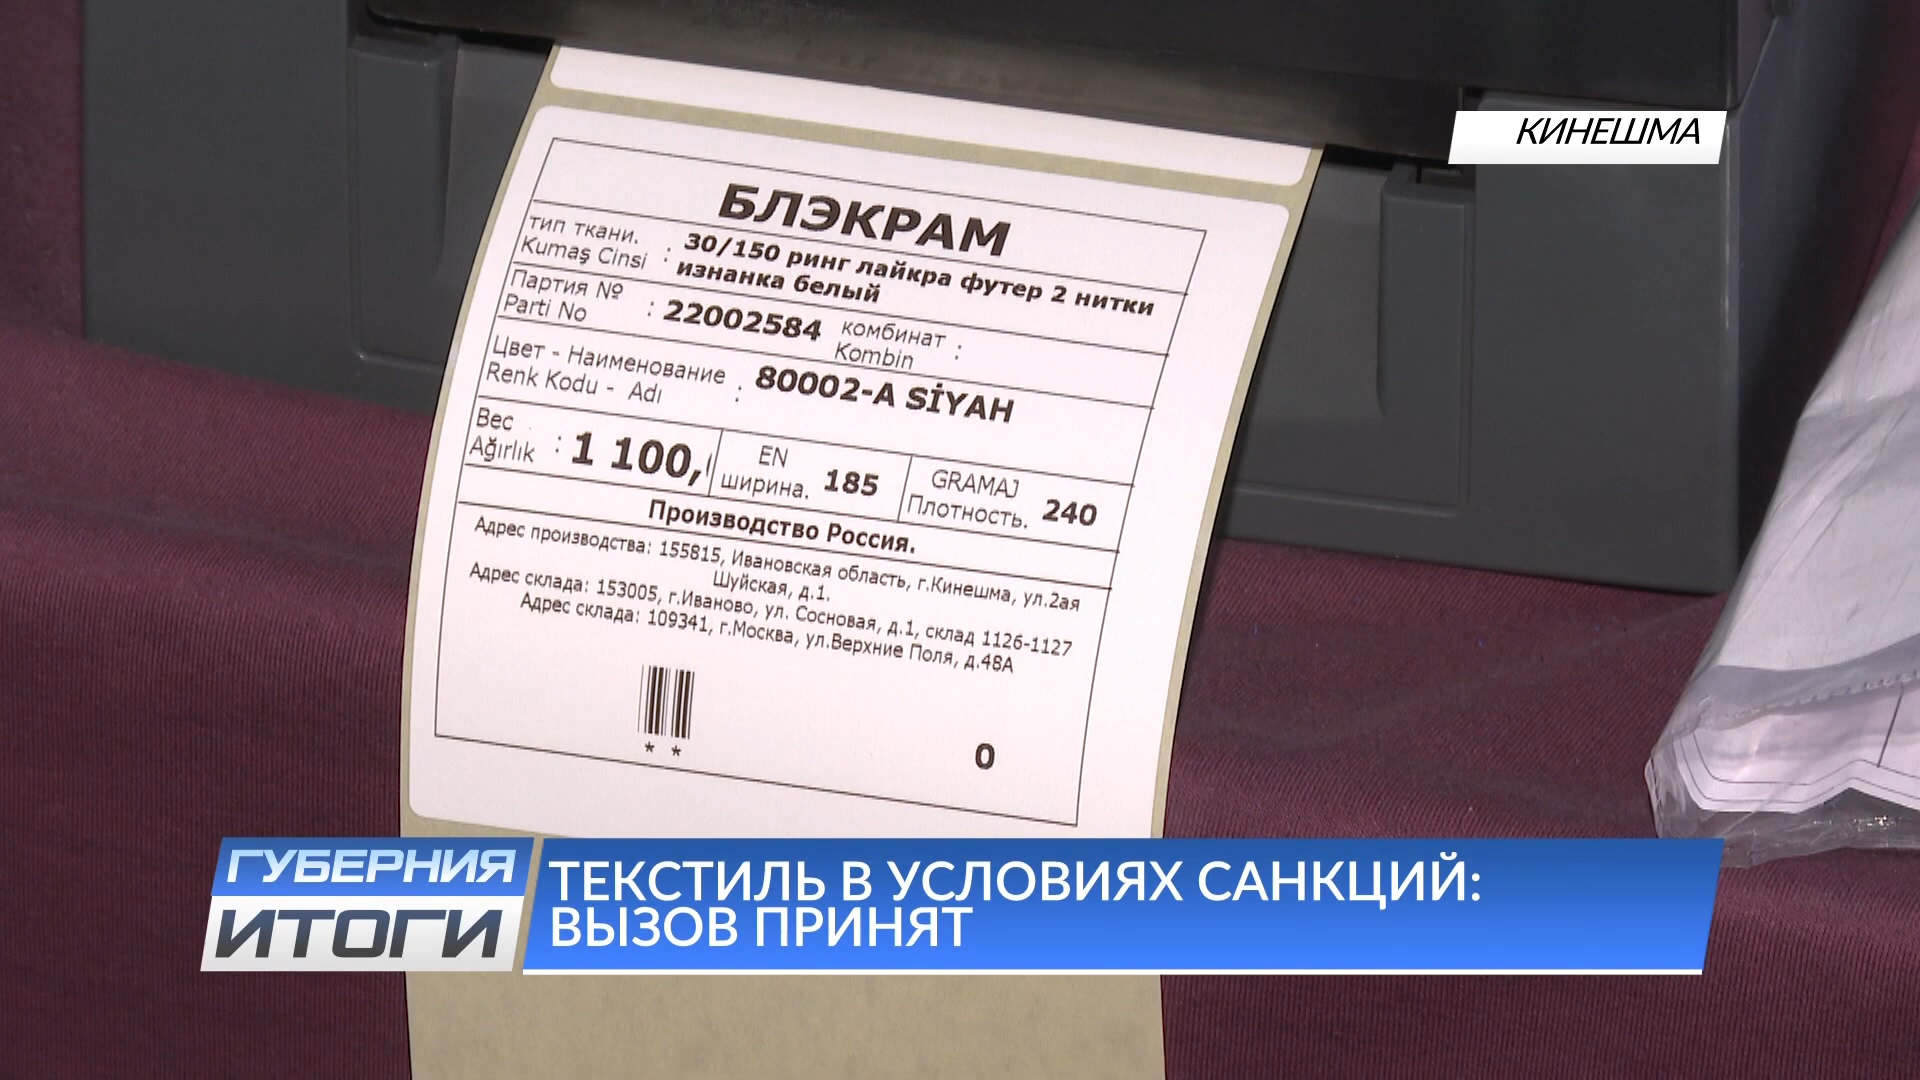 КИНЕШМА
БЛЭКРАМ
тип ткани.
Kumaş Cinsi
: 30/150 ринг лайкра футер 2 нитки
изнанка белый
Партия №
Parti No
: 22002584
комбинат :
Kombin
Цвет - Наименование
Renk Kodu - Adı
: 80002-A SİYAH
Вес
Ağırlık
: 1 100,
EN
ширина. 185
GRAMAJ
Плотность. 240
Производство Россия.
Адрес производства: 155815, Ивановская область, г.Кинешма, ул.2ая
Шуйская, д.1.
Адрес склада: 153005, г.Иваново, ул. Сосновая, д.1, склад 1126-1127
Адрес склада: 109341, г.Москва, ул.Верхние Поля, д.48А
* *
0
ГУБЕРНИЯ
ИТОГИ
ТЕКСТИЛЬ В УСЛОВИЯХ САНКЦИЙ:
ВЫЗОВ ПРИНЯТ